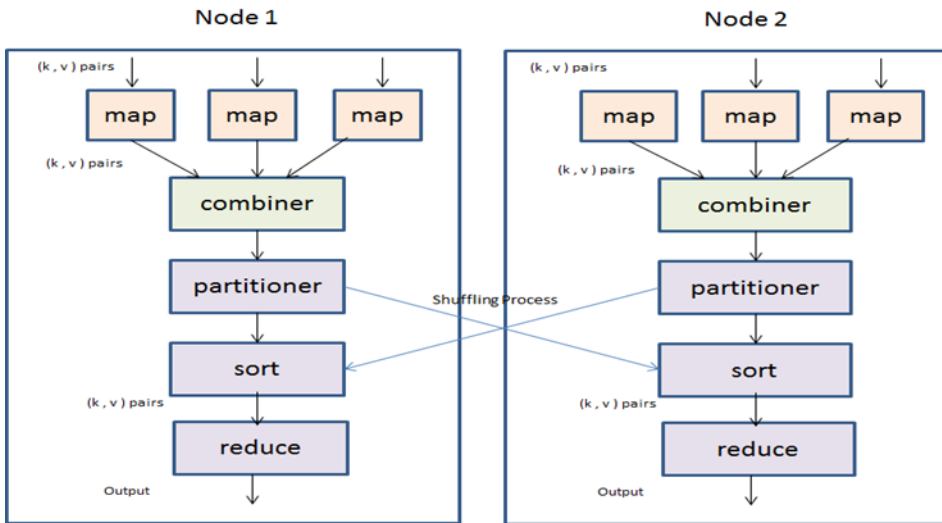 Node 1
(k , v) pairs
map
map
map
(k , v) pairs
combiner
partitioner
sort
(k , v ) pairs
reduce
Output
Shuffling Process
Node 2
(k , v) pairs
map
map
map
(k , v) pairs
combiner
partitioner
sort
(k , v ) pairs
reduce
Output